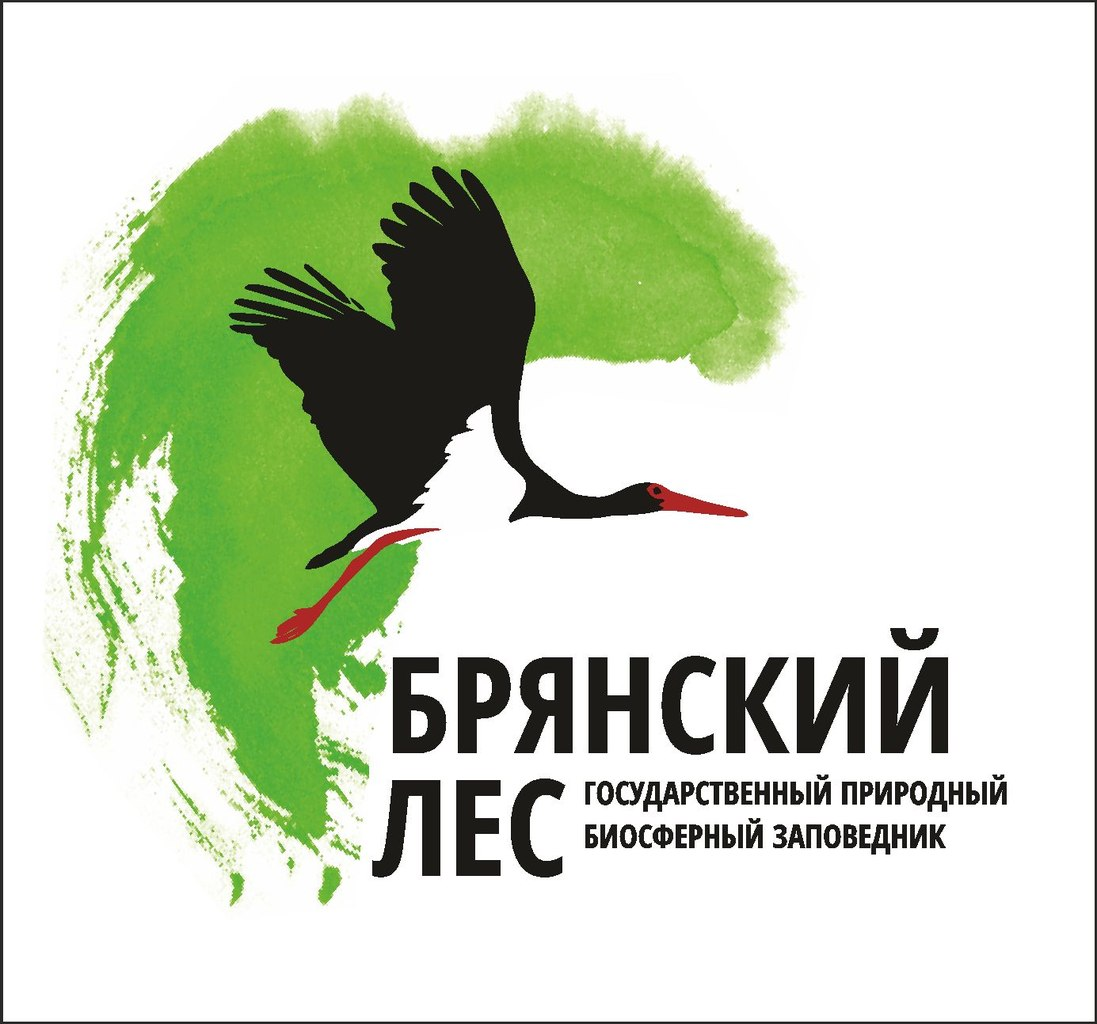 БРЯНСКИЙ
ЛЕС
ГОСУДАРСТВЕННЫЙ ПРИРОДНЫЙ
БИОСФЕРНЫЙ ЗАПОВЕДНИК